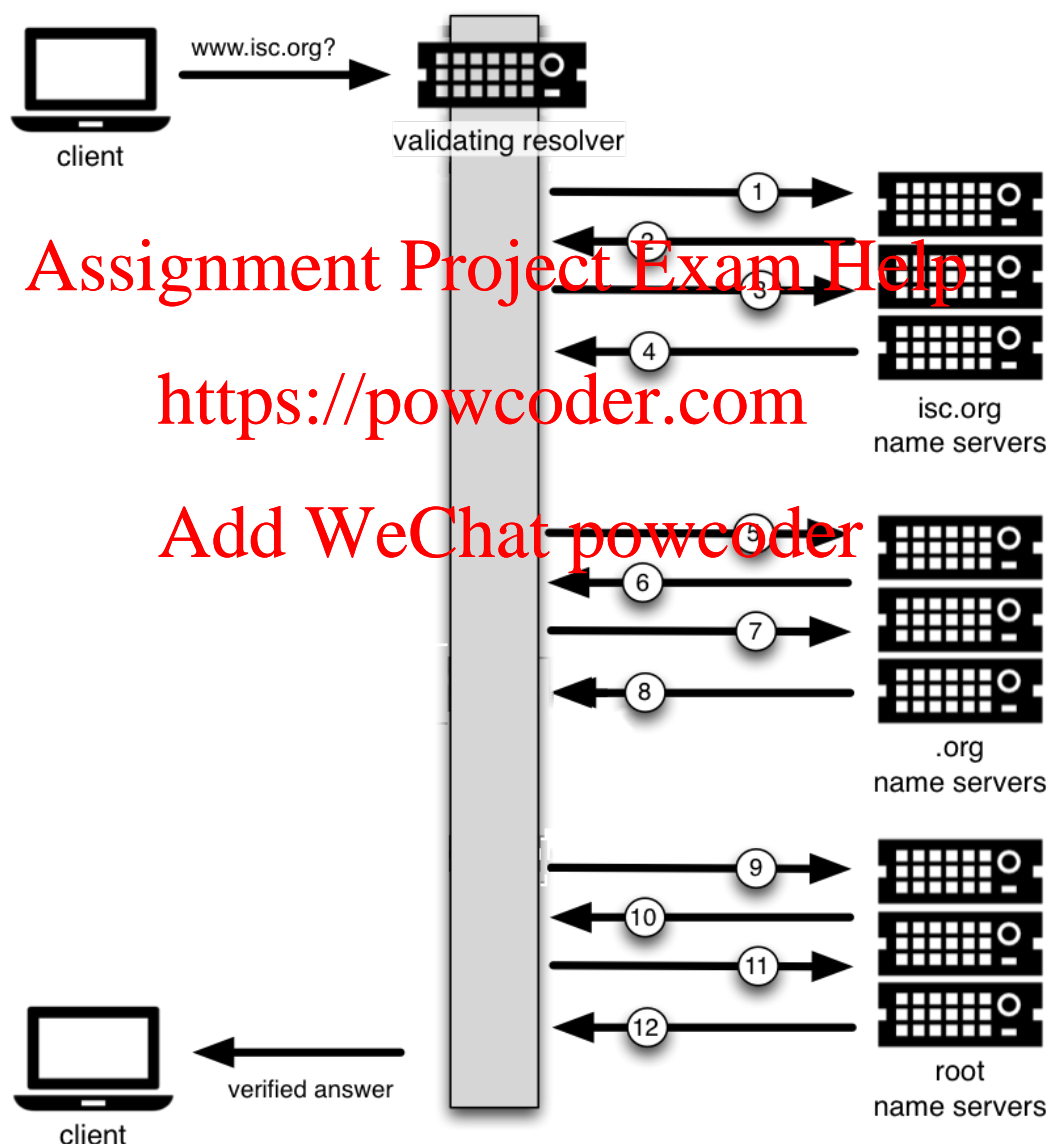 www.isc.org?
client
validating resolver
1
2
Assignment Project Exam Help
3
4
https://powcoder.com
isc.org
name servers
Add WeChat powcoder
5
6
7
8
.org
name servers
9
10
11
12
root
name servers
verified answer
client